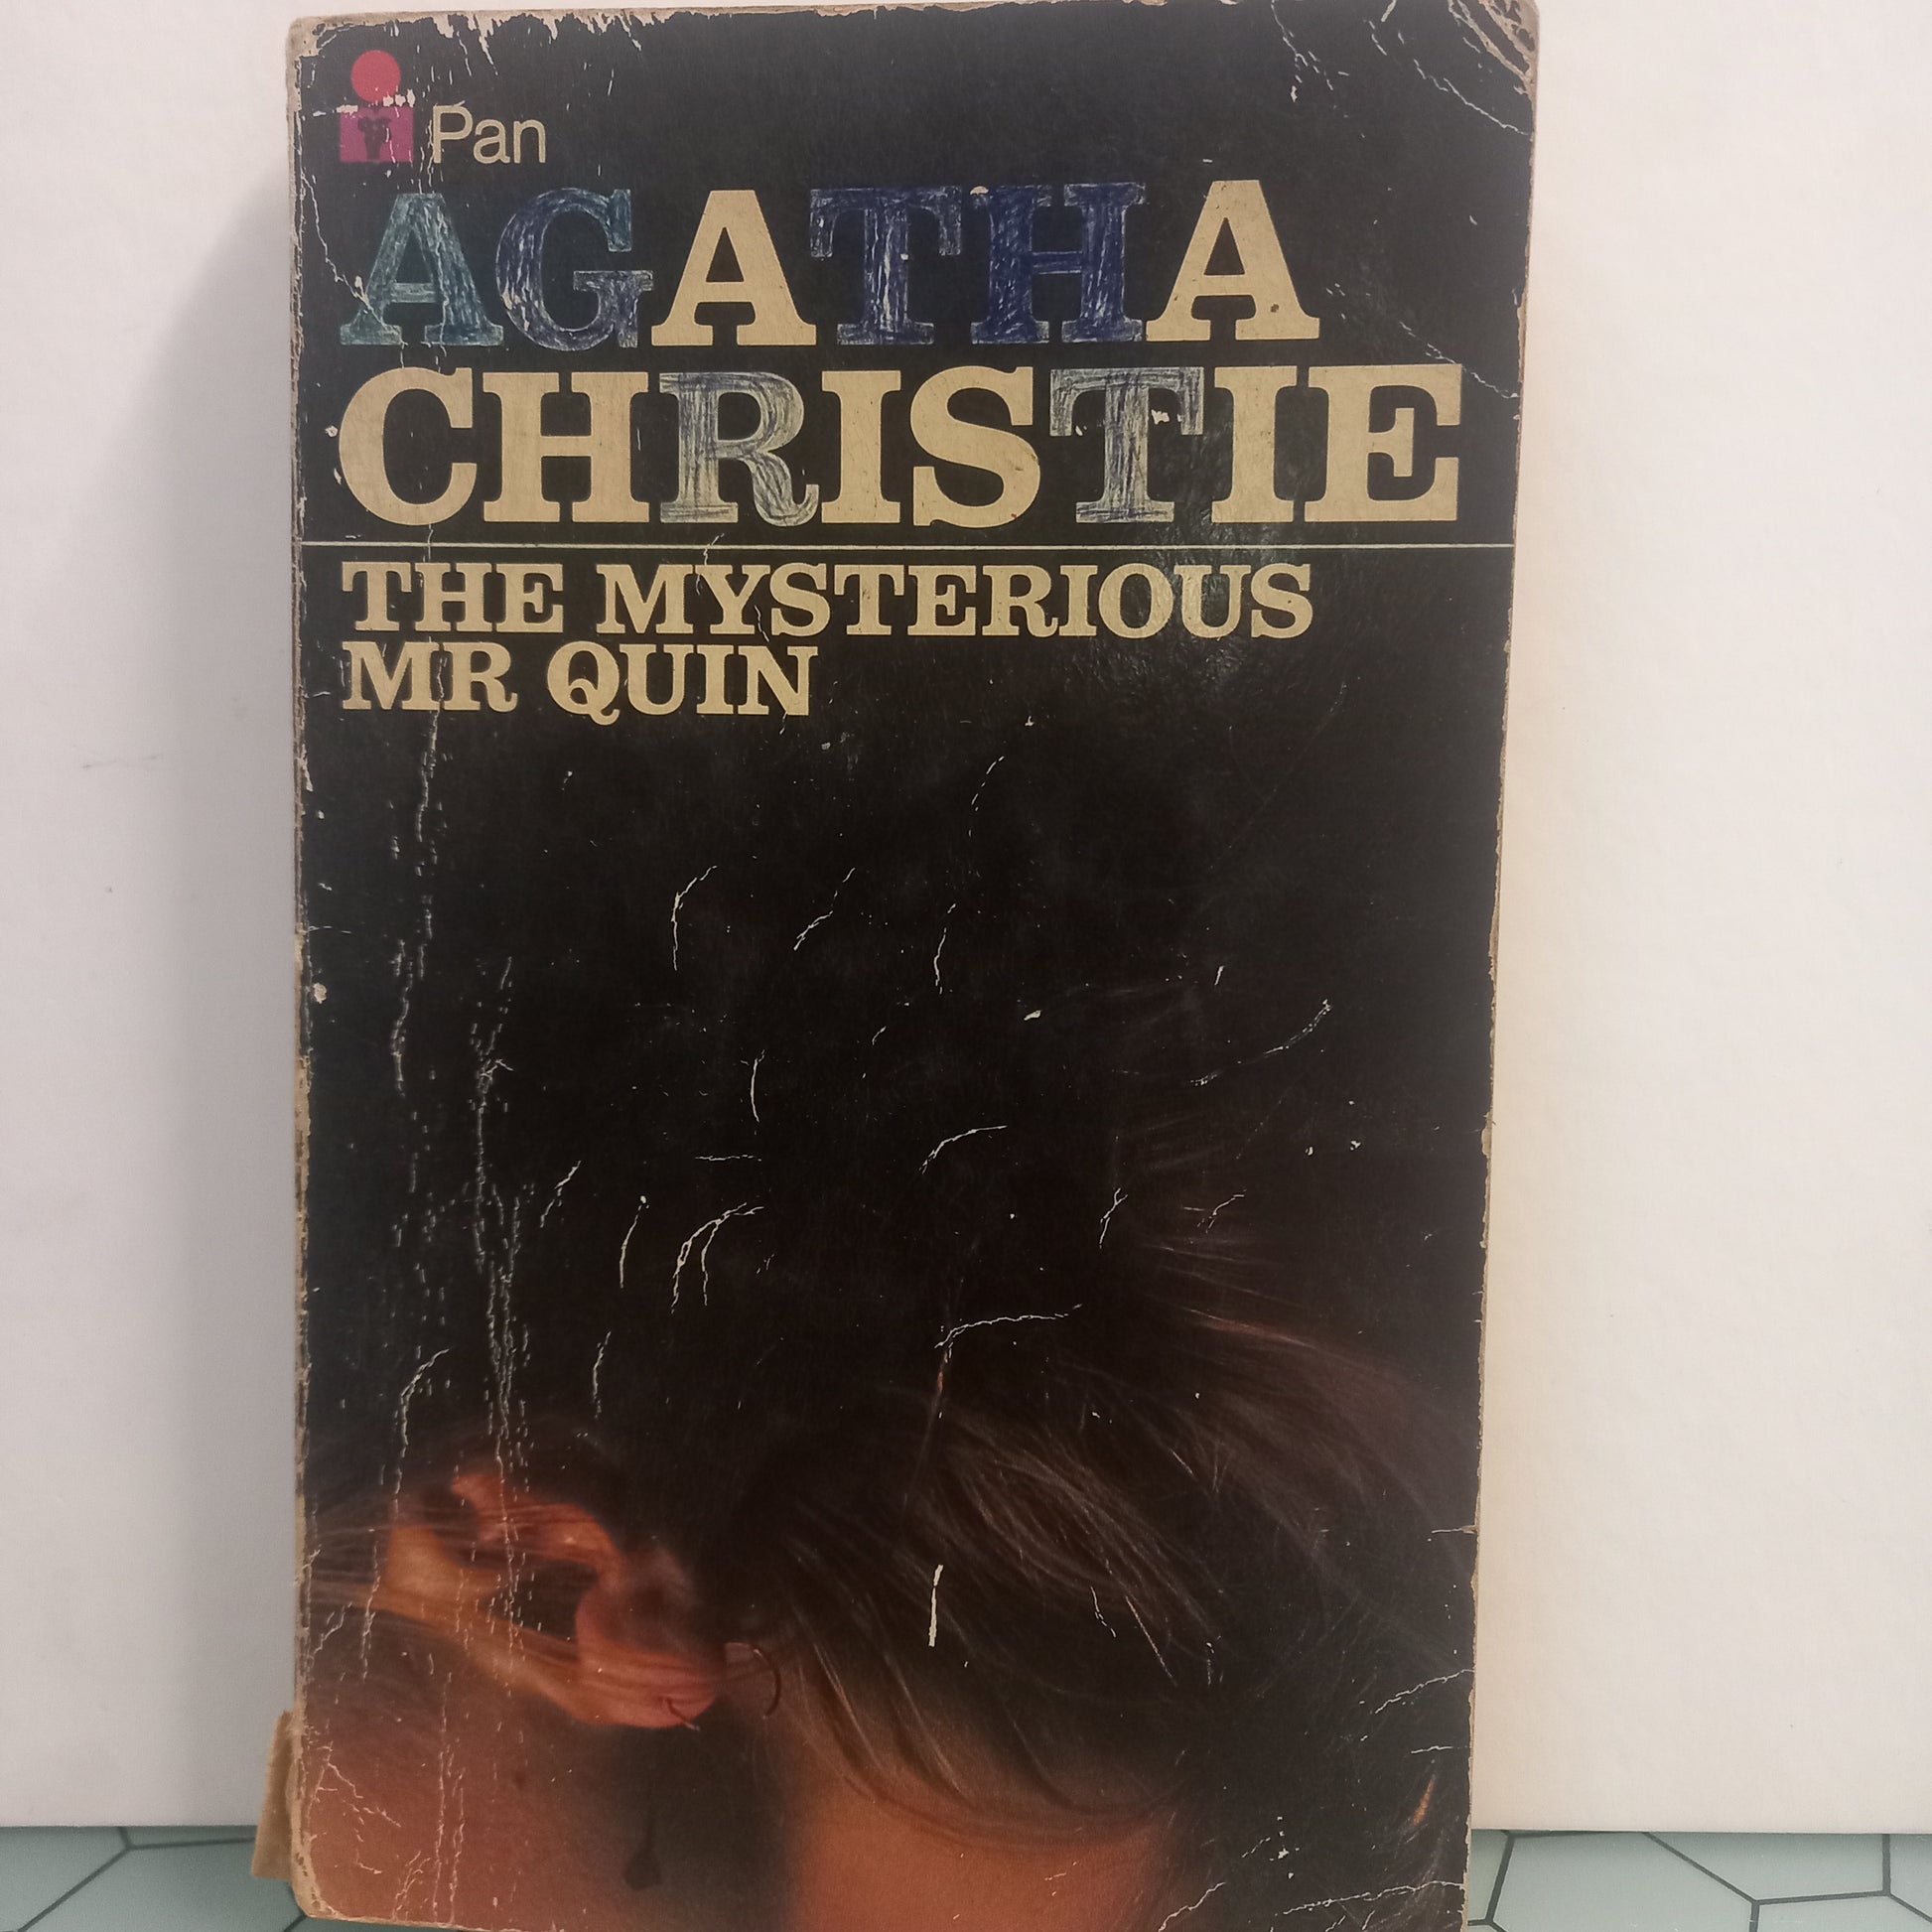 Pan
AGATHA
CHRISTIE
THE MYSTERIOUS
MR QUIN